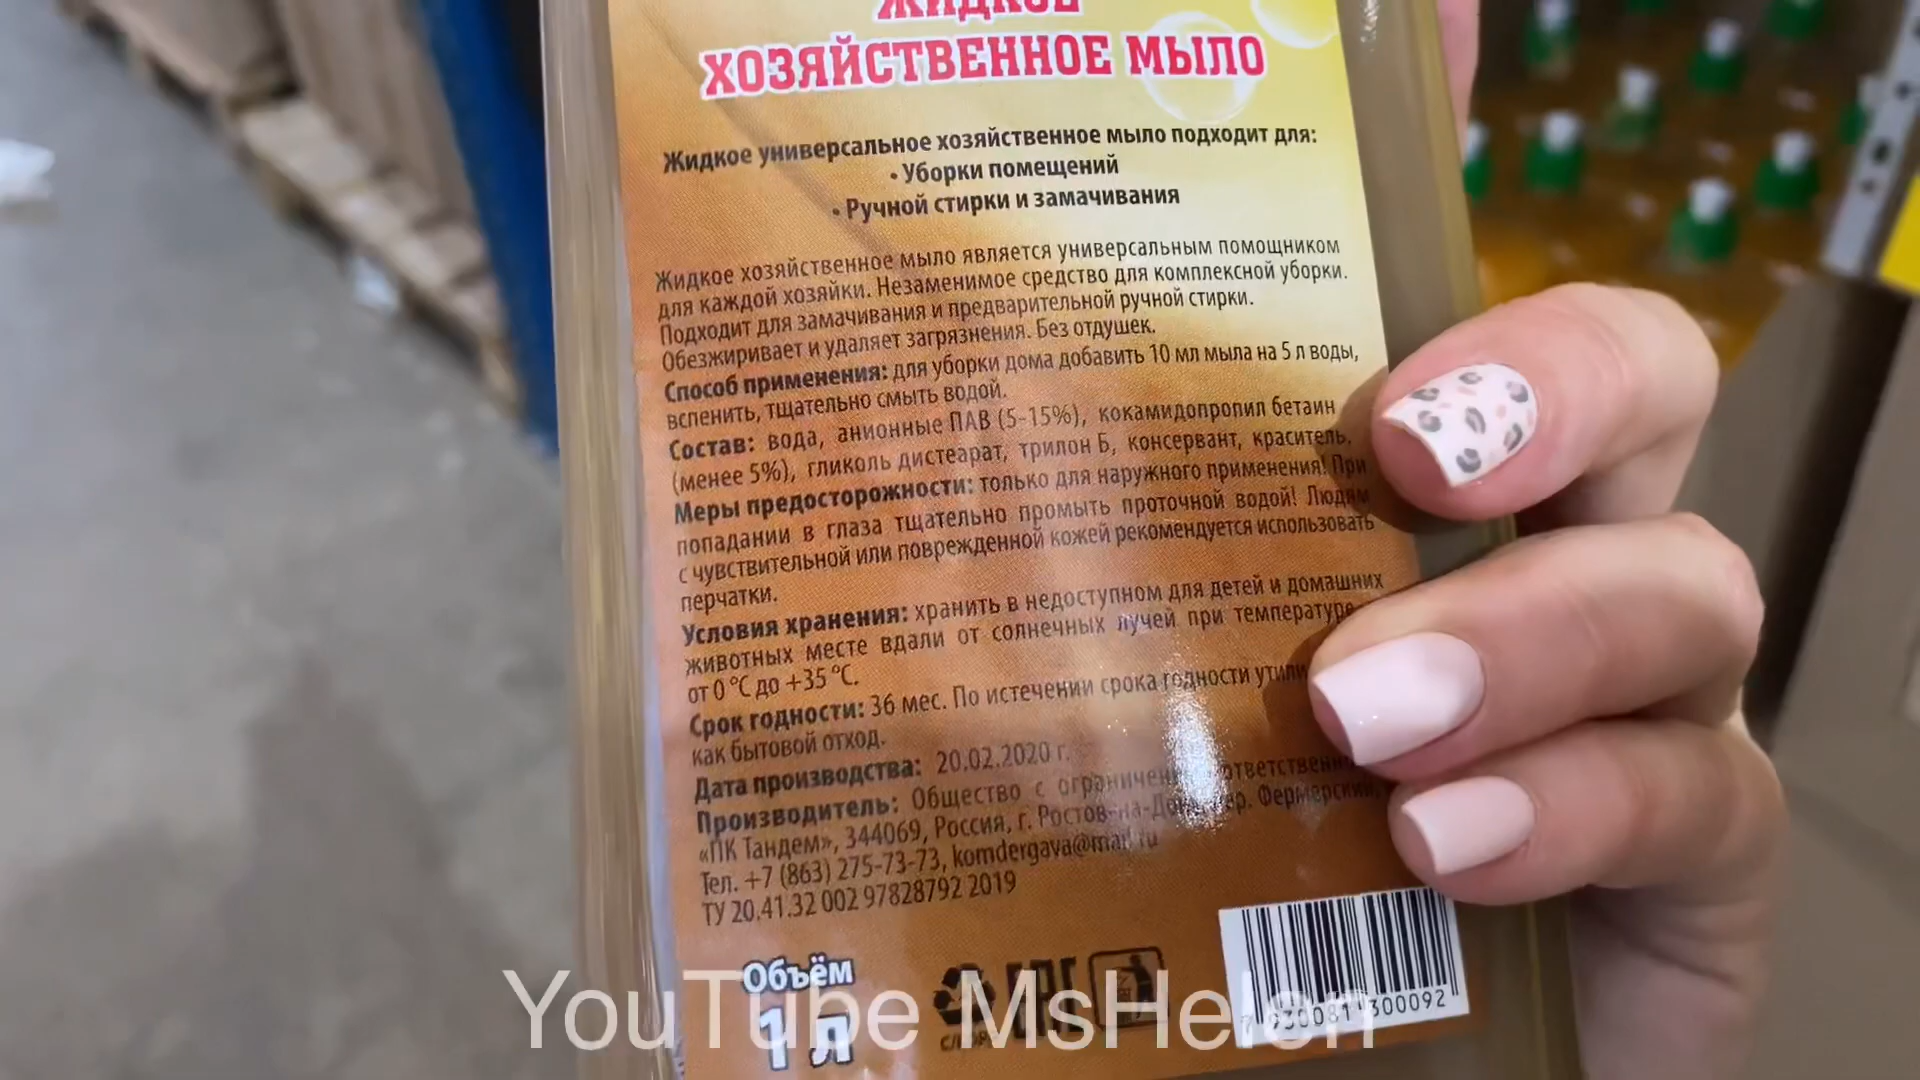 ЖИДКОЕ
ХОЗЯЙСТВЕННОЕ МЫЛО
Жидкое универсальное хозяйственное мыло подходит для:
• Уборки помещений
• Ручной стирки и замачивания
Жидкое хозяйственное мыло является универсальным помощником
для каждой хозяйки. Незаменимое средство для комплексной уборки.
Подходит для замачивания и предварительной ручной стирки.
Обезжиривает и удаляет загрязнения. Без отдушек.
Способ применения: для уборки дома добавить 10 мл мыла на 5 л воды,
вспенить, тщательно смыть водой.
Состав: вода, анионные ПАВ (5-15%), кокамидопропил бетаин
(менее 5%), гликоль дистеарат, трилон Б, консервант, краситель.
Меры предосторожности: только для наружного применения! При
попадании в глаза тщательно промыть проточной водой! Людям
с чувствительной или поврежденной кожей рекомендуется использовать
перчатки.
Условия хранения: хранить в недоступном для детей и домашних
животных месте вдали от солнечных лучей при температуре
от 0 °С до +35 °С.
Срок годности: 36 мес. По истечении срока годности
как бытовой отход.
Дата производства: 20.02.2020 г.
Производитель: Общество с
«ПК Тандем», 344069, Россия, г. Ростов-на-Дону, Фермерский,
Тел. +7 (863) 275-73-73, komdergava@mail.ru
ТУ 20.41.32 002 97828792 2019
Объём
1 л
EAC
7 930081 300092
YouTube MsHelen